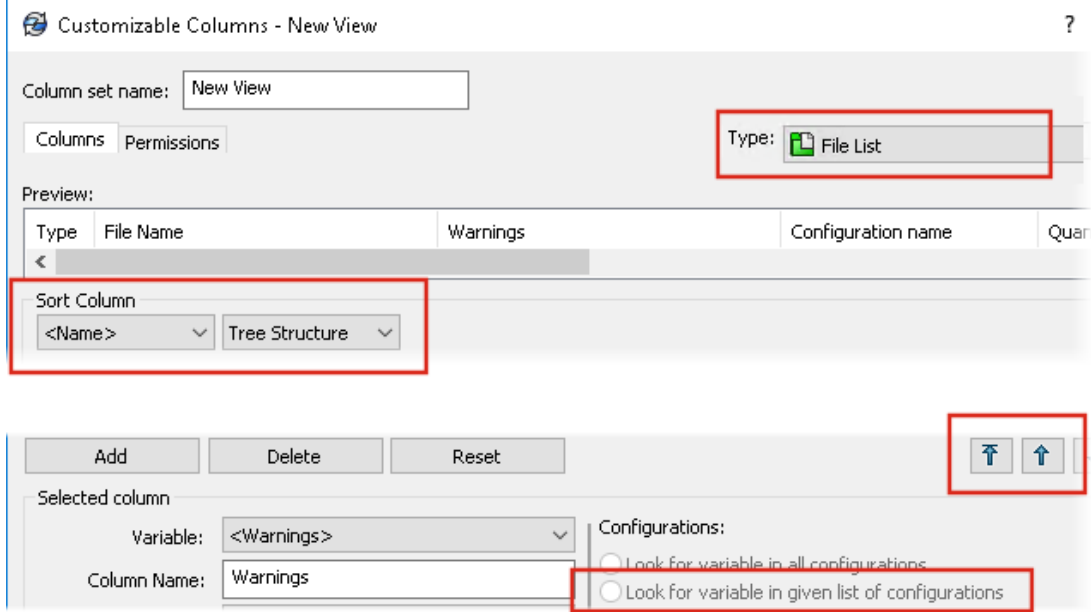 Customizable Columns - New View
?
Column set name: New View
Columns Permissions
Type: File List
Preview:
Type File Name Warnings Configuration name Quan
Sort Column
<Name> Tree Structure
Add Delete Reset
Selected column
Variable: <Warnings>
Configurations:
Look for variable in all configurations
Column Name: Warnings
Look for variable in given list of configurations